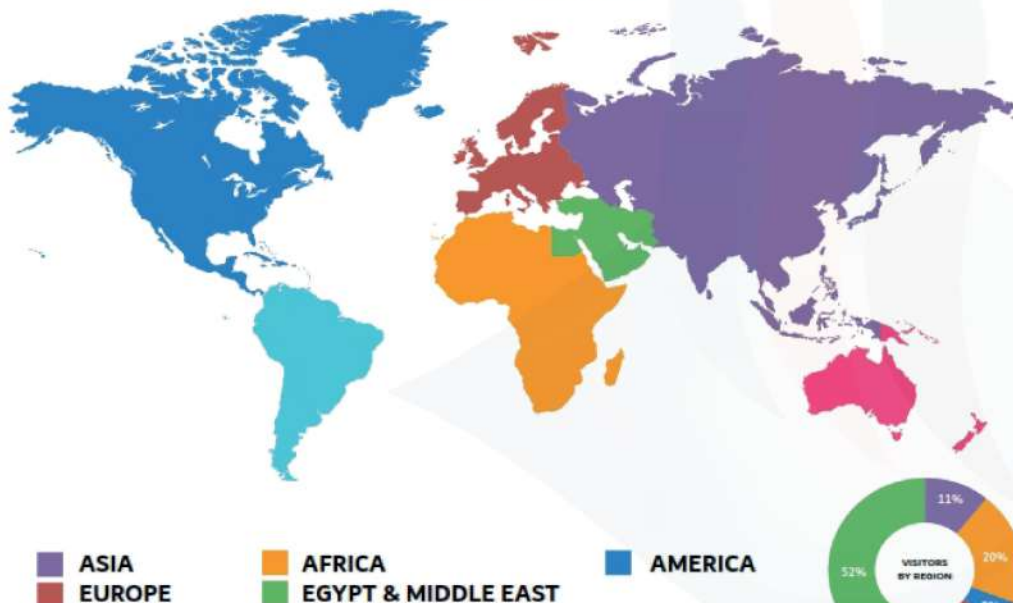 11%
ASIA
AFRICA
AMERICA
20%
52%
VISITORS
BY REGION
EUROPE
EGYPT & MIDDLE EAST